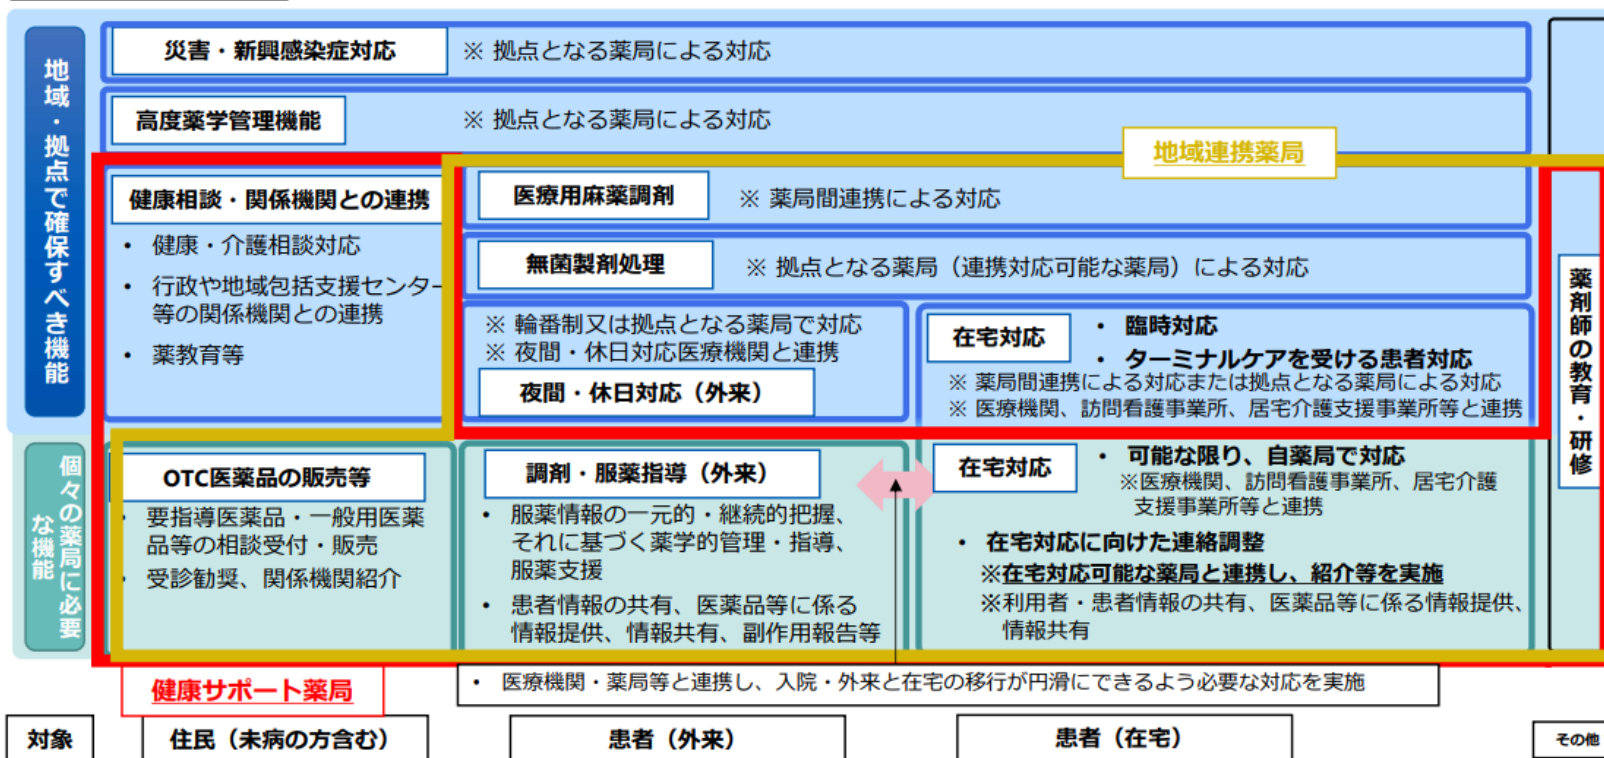 地域・拠点で確保すべき機能
災害・新興感染症対応
※ 拠点となる薬局による対応
高度薬学管理機能
※ 拠点となる薬局による対応
地域連携薬局
健康相談・関係機関との連携
• 健康・介護相談対応
• 行政や地域包括支援センター
等の関係機関との連携
• 薬教育等
医療用麻薬調剤
※ 薬局間連携による対応
無菌製剤処理
※ 拠点となる薬局（連携対応可能な薬局）による対応
※ 輪番制又は拠点となる薬局で対応
※ 夜間・休日対応医療機関と連携
夜間・休日対応（外来）
在宅対応
• 臨時対応
• ターミナルケアを受ける患者対応
※ 薬局間連携による対応または拠点となる薬局による対応
※ 医療機関、訪問看護事業所、居宅介護支援事業所等と連携
個々の薬局に必要
な機能
OTC医薬品の販売等
• 要指導医薬品・一般用医薬
品等の相談受付・販売
• 受診勧奨、関係機関紹介
調剤・服薬指導（外来）
• 服薬情報の一元的・継続的把握、
それに基づく薬学的管理・指導、
服薬支援
• 患者情報の共有、医薬品等に係る
情報提供、情報共有、副作用報告等
在宅対応
• 可能な限り、自薬局で対応
※医療機関、訪問看護事業所、居宅介護
支援事業所等と連携
• 在宅対応に向けた連絡調整
※在宅対応可能な薬局と連携し、紹介等を実施
※利用者・患者情報の共有、医薬品等に係る情報提供、
情報共有
薬剤師の教育・研修
健康サポート薬局
• 医療機関・薬局等と連携し、入院・外来と在宅の移行が円滑にできるよう必要な対応を実施
対象
住民（未病の方含む）
患者（外来）
患者（在宅）
その他